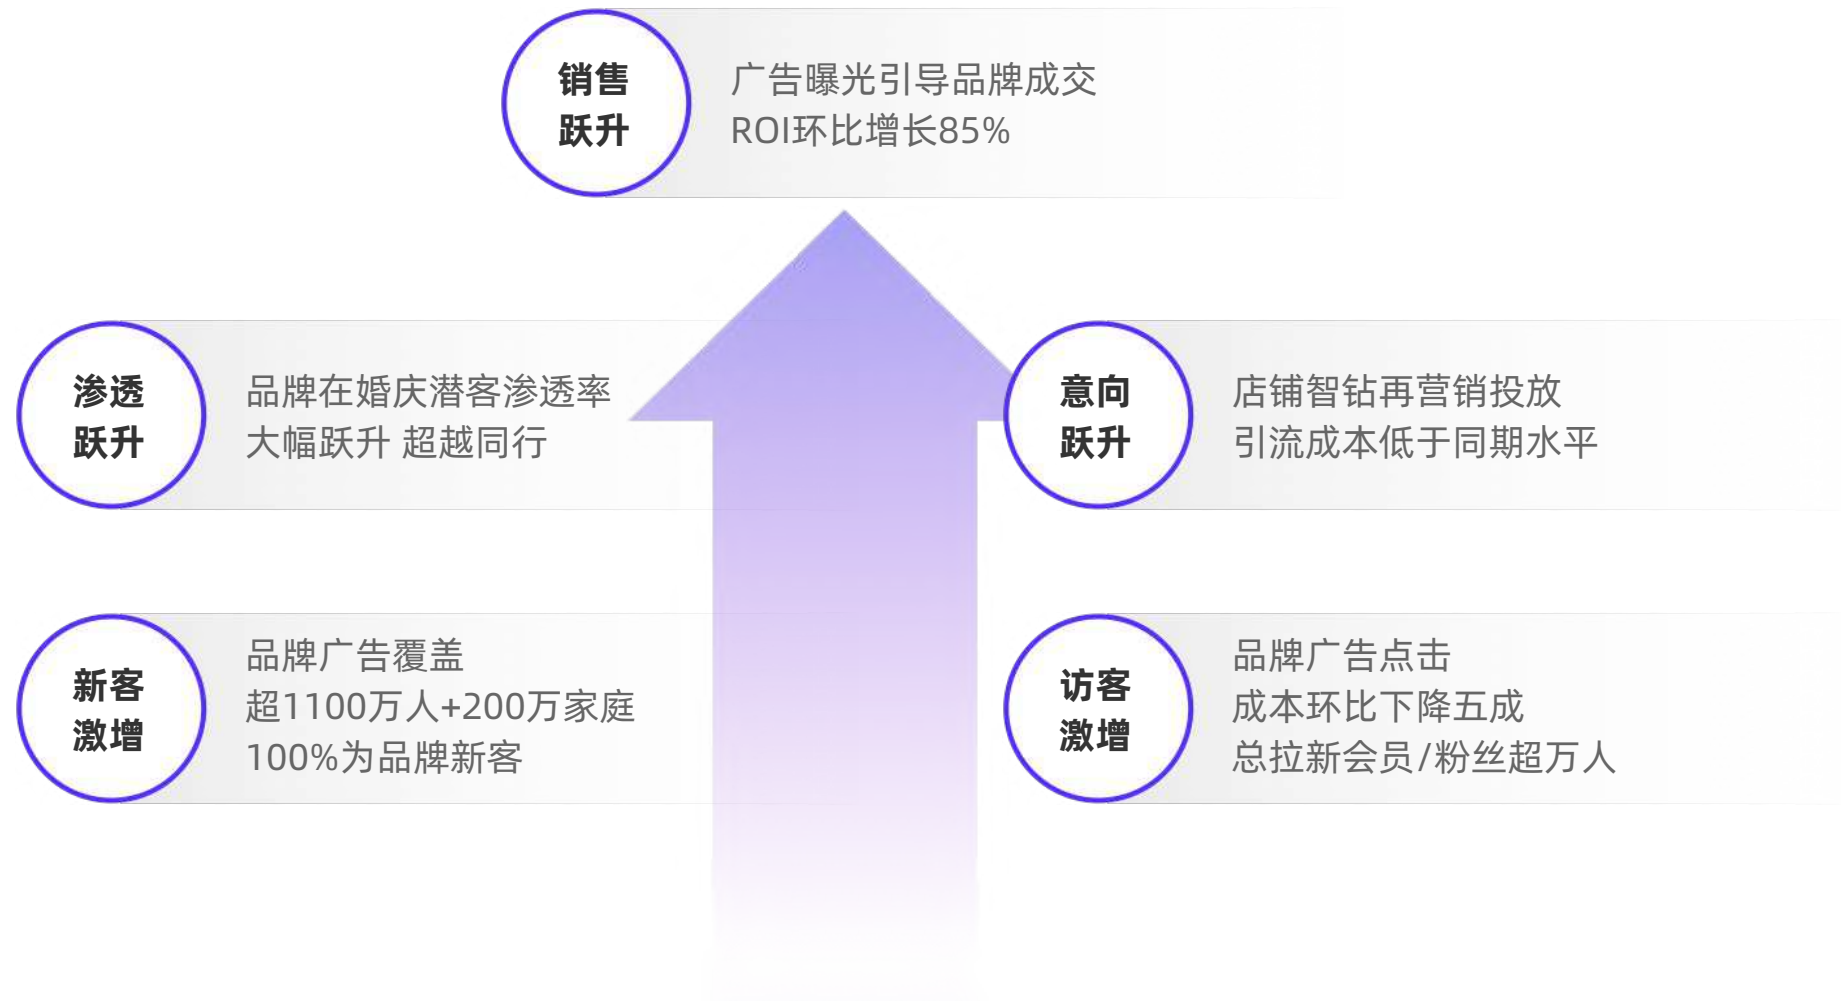 销售
跃升
广告曝光引导品牌成交
ROI环比增长85%
渗透
跃升
品牌在婚庆潜客渗透率
大幅跃升 超越同行
意向
跃升
店铺智钻再营销投放
引流成本低于同期水平
新客
激增
品牌广告覆盖
超1100万人+200万家庭
100%为品牌新客
访客
激增
品牌广告点击
成本环比下降五成
总拉新会员/粉丝超万人